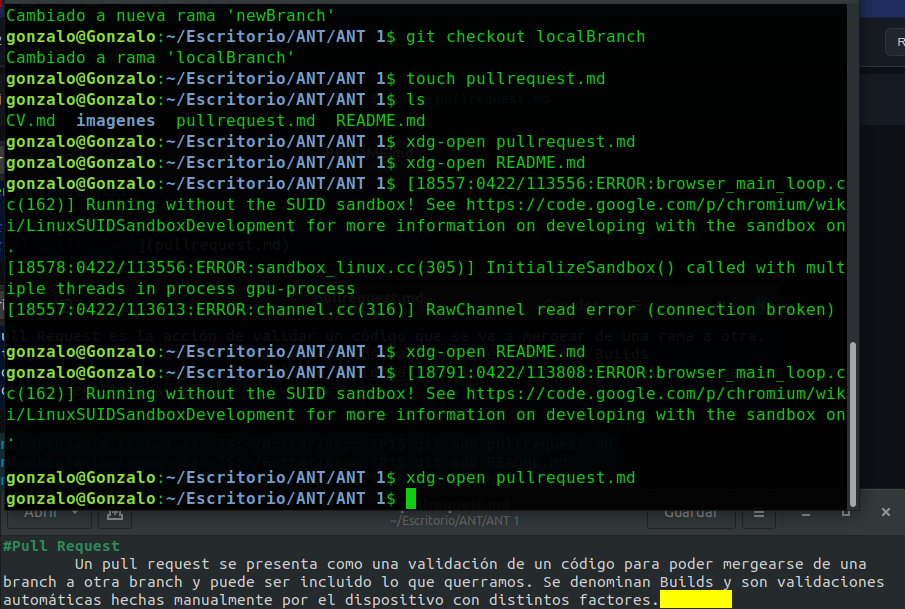 Cambiado a nueva rama 'newBranch'
gonzalo@Gonzalo:~/Escritorio/ANT/ANT 1$ git checkout localBranch
Cambiado a rama 'localBranch'
gonzalo@Gonzalo:~/Escritorio/ANT/ANT 1$ touch pullrequest.md
gonzalo@Gonzalo:~/Escritorio/ANT/ANT 1$ ls
CV.md  imagenes  pullrequest.md  README.md
gonzalo@Gonzalo:~/Escritorio/ANT/ANT 1$ xdg-open pullrequest.md
gonzalo@Gonzalo:~/Escritorio/ANT/ANT 1$ xdg-open README.md
gonzalo@Gonzalo:~/Escritorio/ANT/ANT 1$ [18557:0422/113556:ERROR:browser_main_loop.c
c(162)] Running without the SUID sandbox! See https://code.google.com/p/chromium/wik
i/LinuxSUIDSandboxDevelopment for more information on developing with the sandbox on
.
[18578:0422/113556:ERROR:sandbox_linux.cc(305)] InitializeSandbox() called with mult
iple threads in process gpu-process
[18557:0422/113613:ERROR:channel.cc(316)] RawChannel read error (connection broken)
gonzalo@Gonzalo:~/Escritorio/ANT/ANT 1$ xdg-open README.md
gonzalo@Gonzalo:~/Escritorio/ANT/ANT 1$ [18791:0422/113808:ERROR:browser_main_loop.c
c(162)] Running without the SUID sandbox! See https://code.google.com/p/chromium/wik
i/LinuxSUIDSandboxDevelopment for more information on developing with the sandbox on
.
gonzalo@Gonzalo:~/Escritorio/ANT/ANT 1$ xdg-open pullrequest.md
gonzalo@Gonzalo:~/Escritorio/ANT/ANT 1$
Abrir
Guardar
~/Escritorio/ANT/ANT 1
#Pull Request
Un pull request se presenta como una validación de un código para poder mergearse de una
branch a otra branch y puede ser incluido lo que querramos. Se denominan Builds y son validaciones
automáticas hechas manualmente por el dispositivo con distintos factores.